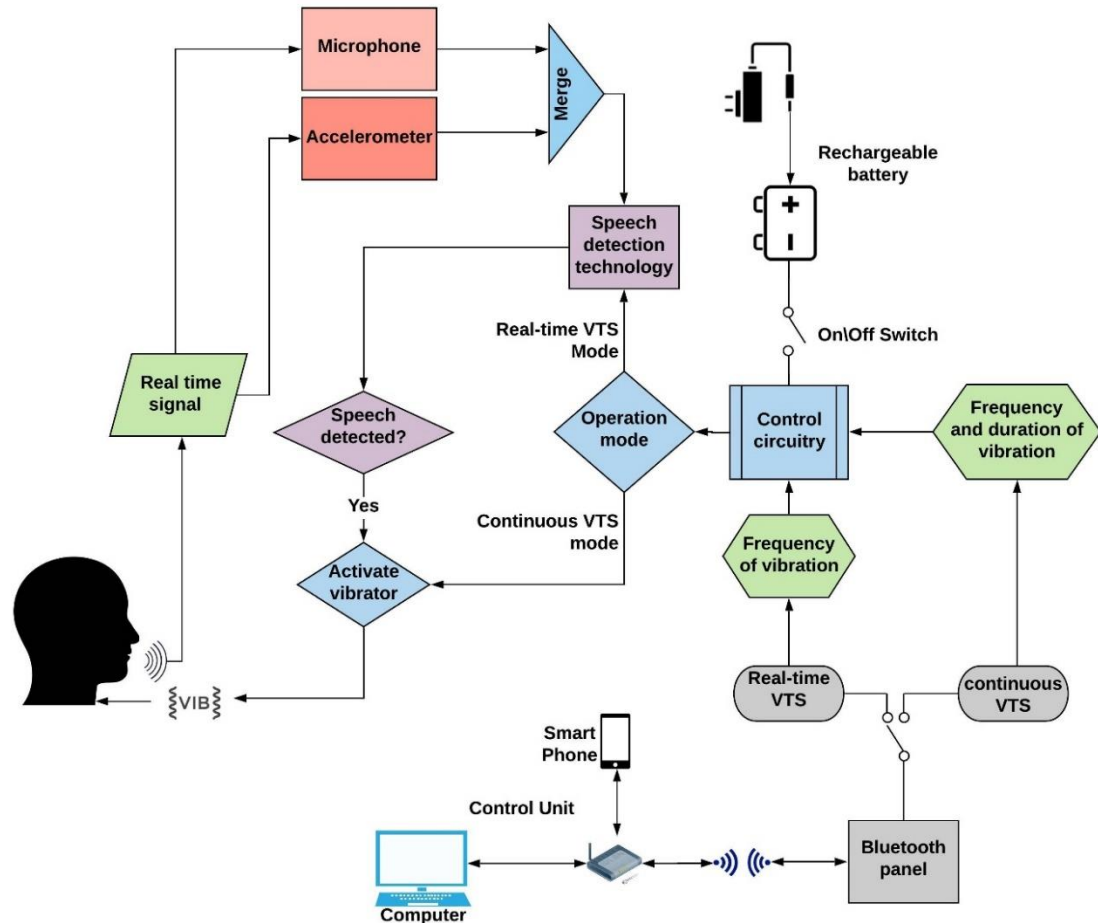 Microphone
Accelerometer
Merge
Rechargeable
battery
+
−
Speech
detection
technology
Real-time VTS
Mode
On\Off Switch
Real time
signal
Speech
detected?
Operation
mode
Control
circuitry
Frequency
and duration of
vibration
Yes
Continuous VTS
mode
Frequency
of vibration
Activate
vibrator
VIB
Real-time
VTS
continuous
VTS
Smart
Phone
Control Unit
Bluetooth
panel
Computer